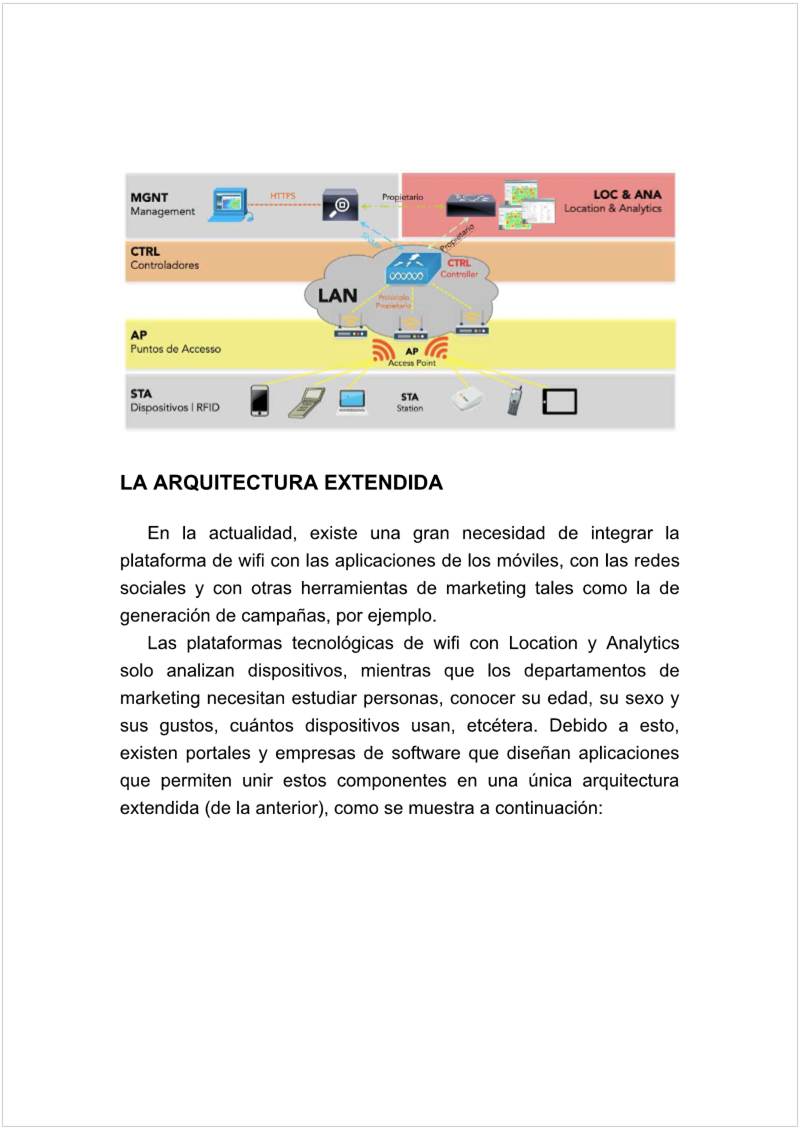 MGNT
Management
HTTPS
Propietario
LOC & ANA
Location & Analytics
CTRL
Controladores
SNMP
Propietario
CTRL
Controller
LAN
Protocolo
Propietario
AP
Puntos de Accesso
AP
Access Point
STA
Dispositivos | RFID
STA
Station
LA ARQUITECTURA EXTENDIDA
En la actualidad, existe una gran necesidad de integrar la
plataforma de wifi con las aplicaciones de los móviles, con las redes
sociales y con otras herramientas de marketing tales como la de
generación de campañas, por ejemplo.
Las plataformas tecnológicas de wifi con Location y Analytics
solo analizan dispositivos, mientras que los departamentos de
marketing necesitan estudiar personas, conocer su edad, su sexo y
sus gustos, cuántos dispositivos usan, etcétera. Debido a esto,
existen portales y empresas de software que diseñan aplicaciones
que permiten unir estos componentes en una única arquitectura
extendida (de la anterior), como se muestra a continuación: